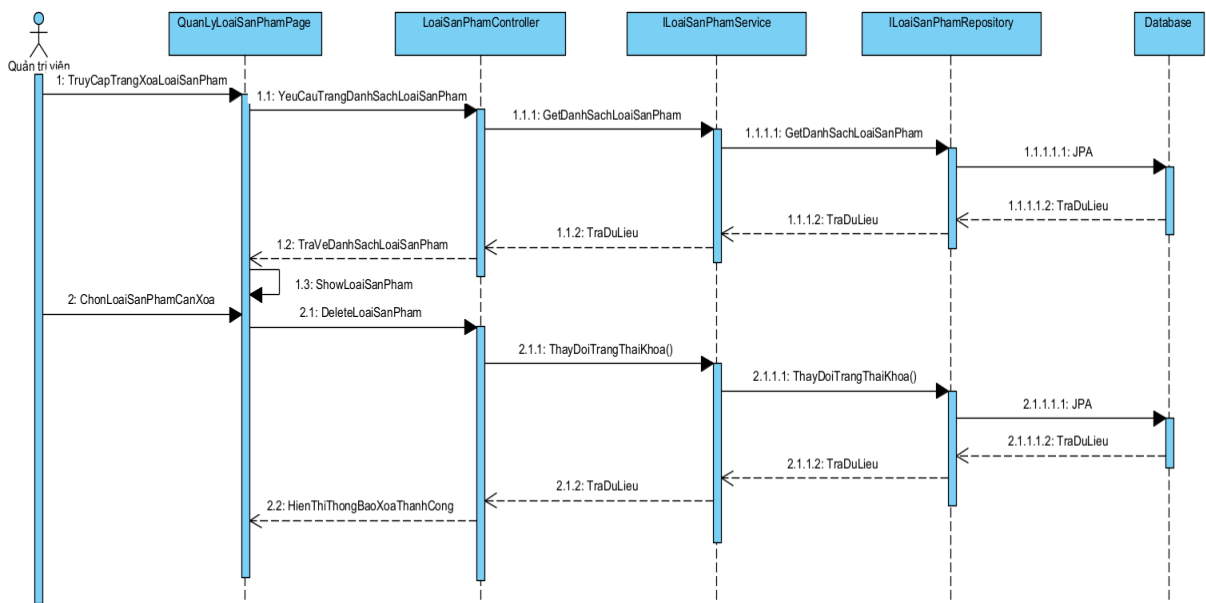 QuanLyLoaiSanPhamPage
LoaiSanPhamController
ILoaiSanPhamService
ILoaiSanPhamRepository
Database
Quản trị viên
1: TruyCapTrangXoaLoaiSanPham
1.1: YeuCauTrangDanhSachLoaiSanPham
1.1.1: GetDanhSachLoaiSanPham
1.1.1.1: GetDanhSachLoaiSanPham
1.1.1.1.1: JPA
1.1.1.1.2: TraDuLieu
1.1.1.2: TraDuLieu
1.1.2: TraDuLieu
1.2: TraVeDanhSachLoaiSanPham
1.3: ShowLoaiSanPham
2: ChonLoaiSanPhamCanXoa
2.1: DeleteLoaiSanPham
2.1.1: ThayDoiTrangThaiKhoa()
2.1.1.1: ThayDoiTrangThaiKhoa()
2.1.1.1.1: JPA
2.1.1.1.2: TraDuLieu
2.1.1.2: TraDuLieu
2.1.2: TraDuLieu
2.2: HienThiThongBaoXoaThanhCong